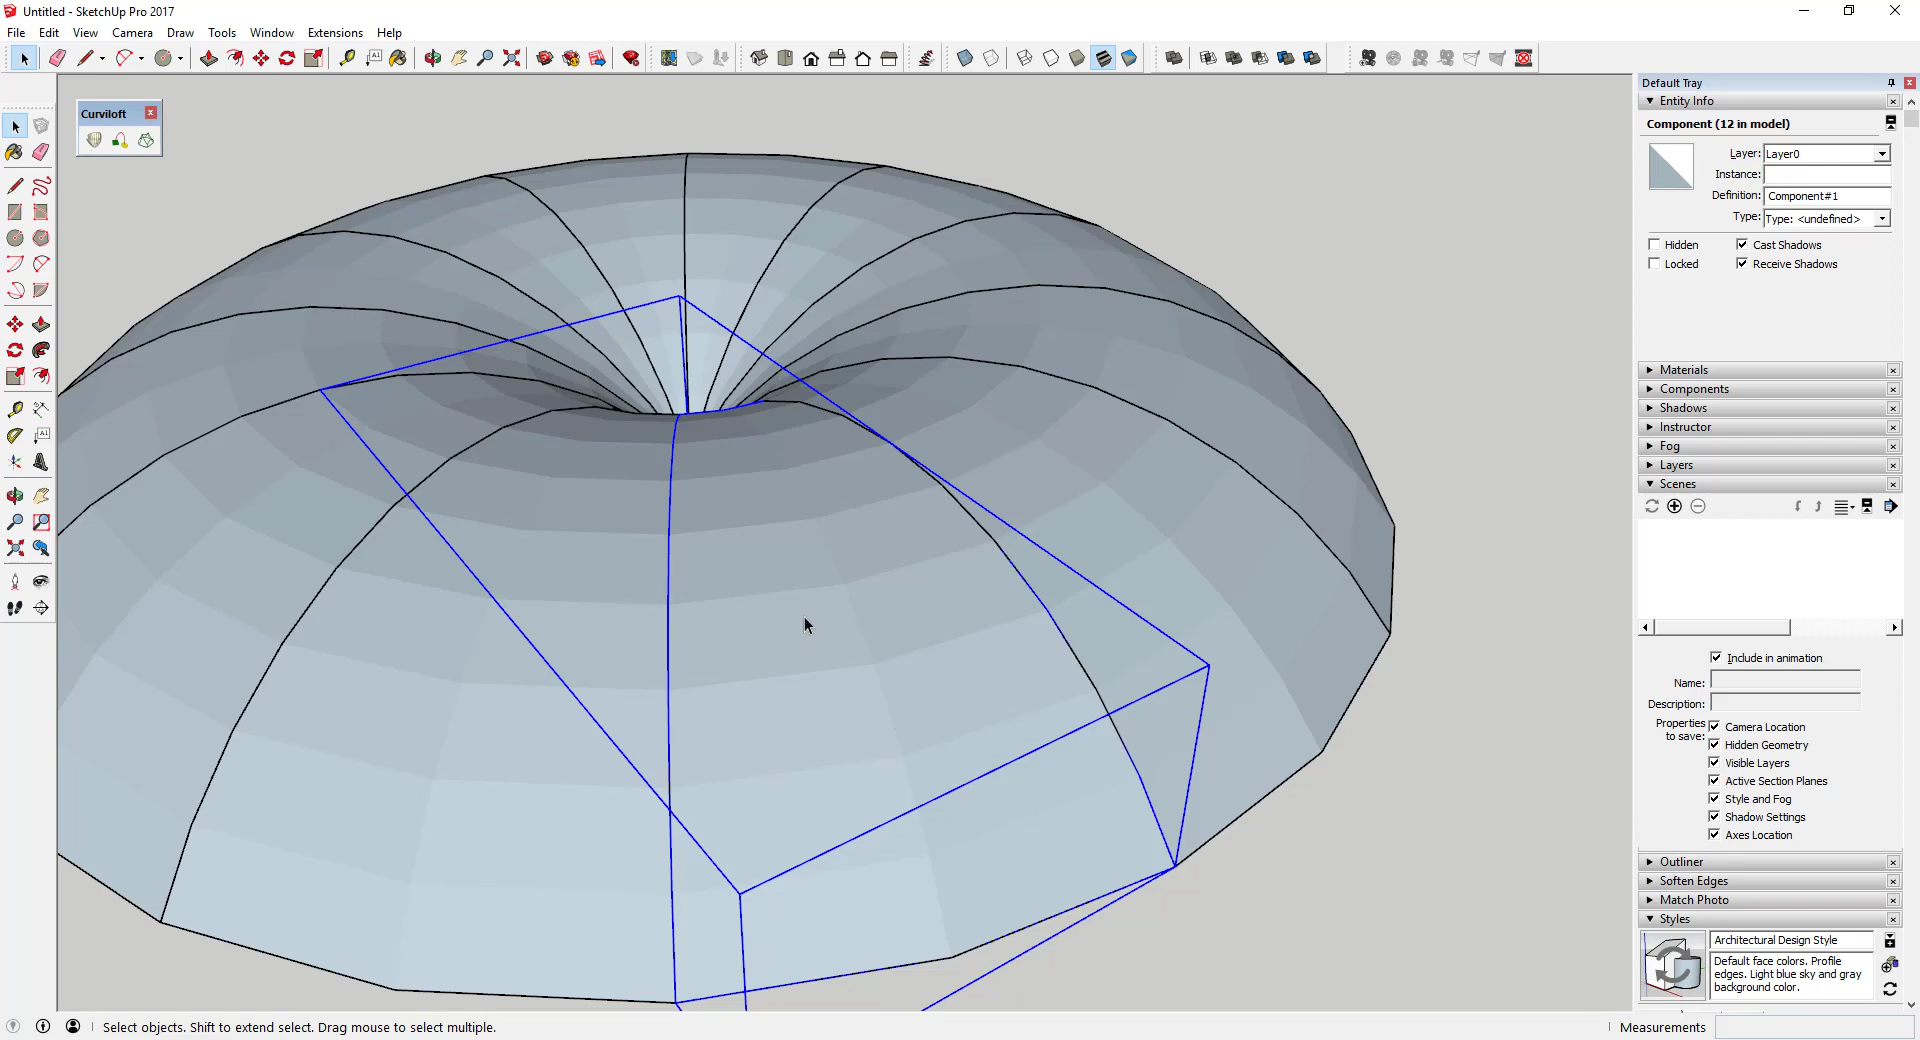 Untitled - SketchUp Pro 2017
File Edit View Camera Draw Tools Window Extensions Help
Default Tray
Entity Info
Curviloft
Component (12 in model)
Layer: Layer0
Instance:
Definition: Component#1
Type: Type: <undefined>
Hidden Cast Shadows
Locked Receive Shadows
Materials
Components
Shadows
Instructor
Fog
Layers
Scenes
Include in animation
Name:
Description:
Properties to save:
Camera Location
Hidden Geometry
Visible Layers
Active Section Planes
Style and Fog
Shadow Settings
Axes Location
Outliner
Soften Edges
Match Photo
Styles
Architectural Design Style
Default face colors. Profile
edges. Light blue sky and gray
background color.
Select objects. Shift to extend select. Drag mouse to select multiple.
Measurements